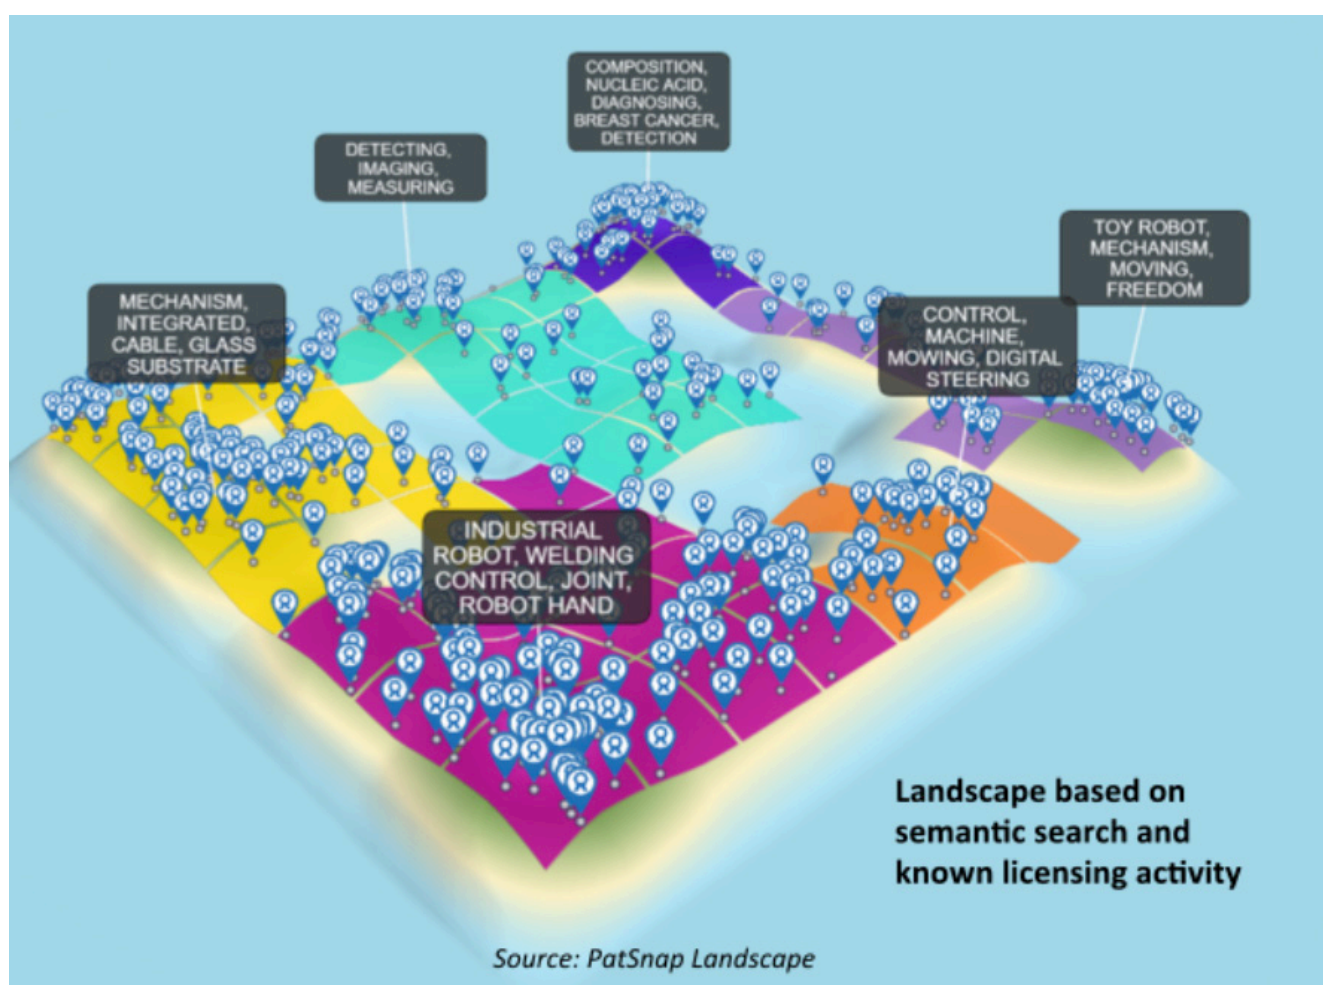 COMPOSITION,
NUCLEIC ACID,
DIAGNOSING,
BREAST CANCER,
DETECTION
DETECTING,
IMAGING,
MEASURING
TOY ROBOT,
MECHANISM,
MOVING,
FREEDOM
MECHANISM,
INTEGRATED,
CABLE, GLASS
SUBSTRATE
CONTROL,
MACHINE,
MOWING, DIGITAL
STEERING
INDUSTRIAL
ROBOT, WELDING
CONTROL, JOINT,
ROBOT HAND
Landscape based on
semantic search and
known licensing activity
Source: PatSnap Landscape